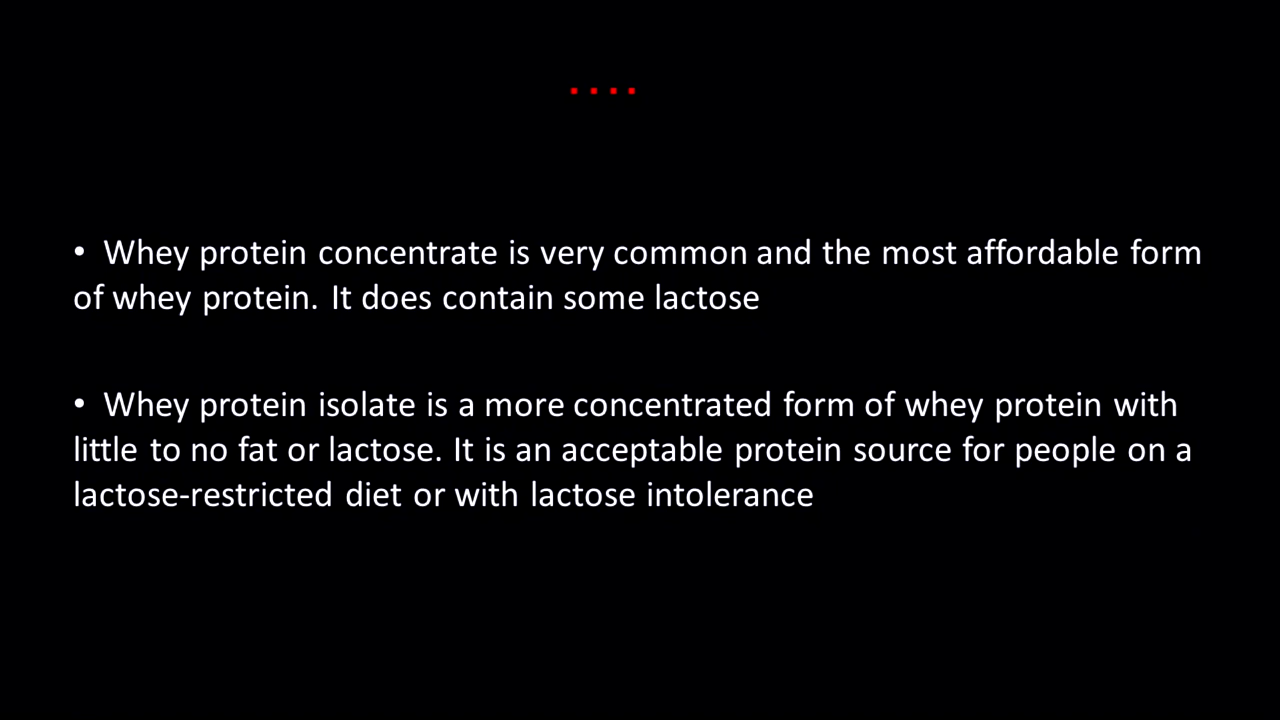 ....
• Whey protein concentrate is very common and the most affordable form
of whey protein. It does contain some lactose
• Whey protein isolate is a more concentrated form of whey protein with
little to no fat or lactose. It is an acceptable protein source for people on a
lactose-restricted diet or with lactose intolerance